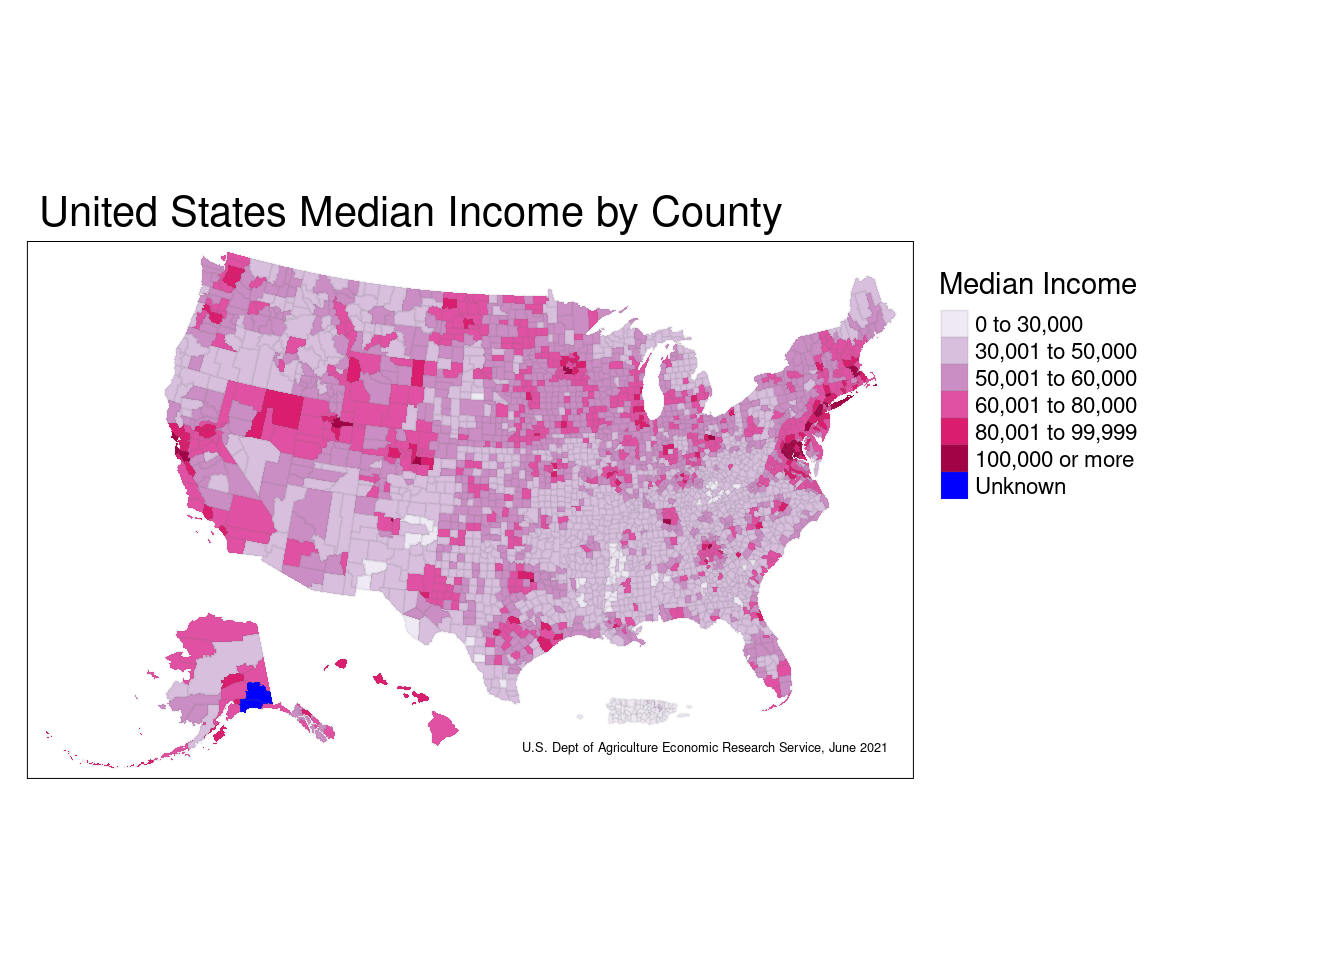 United States Median Income by County
Median Income
0 to 30,000
30,001 to 50,000
50,001 to 60,000
60,001 to 80,000
80,001 to 99,999
100,000 or more
Unknown
U.S. Dept of Agriculture Economic Research Service, June 2021